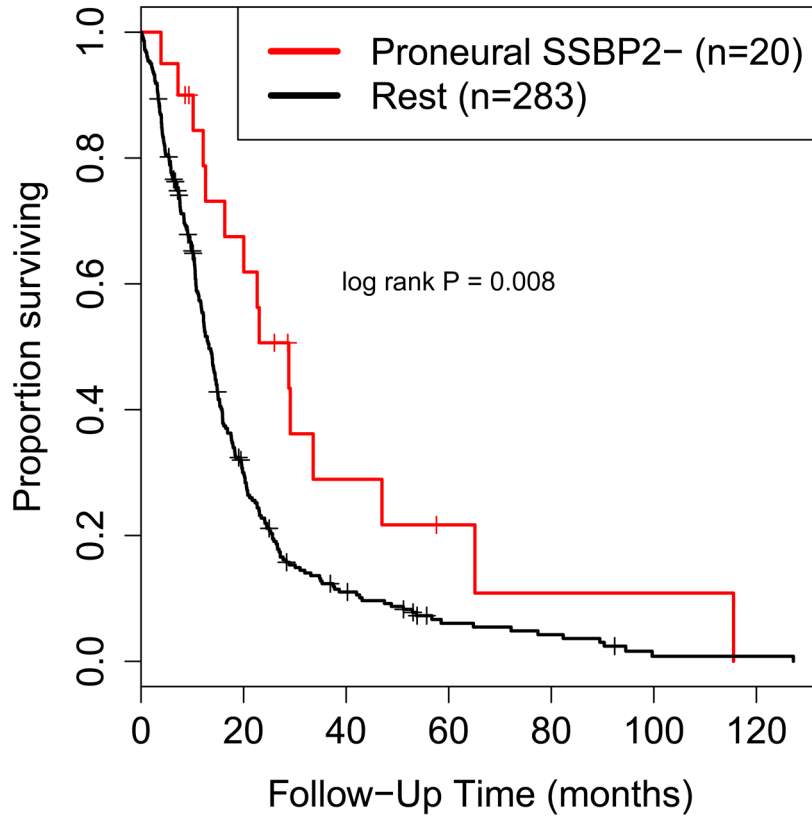 Proneural SSBP2− (n=20)
Rest (n=283)
log rank P = 0.008
Proportion surviving
1.0
0.8
0.6
0.4
0.2
0.0
0 20 40 60 80 100 120
Follow−Up Time (months)